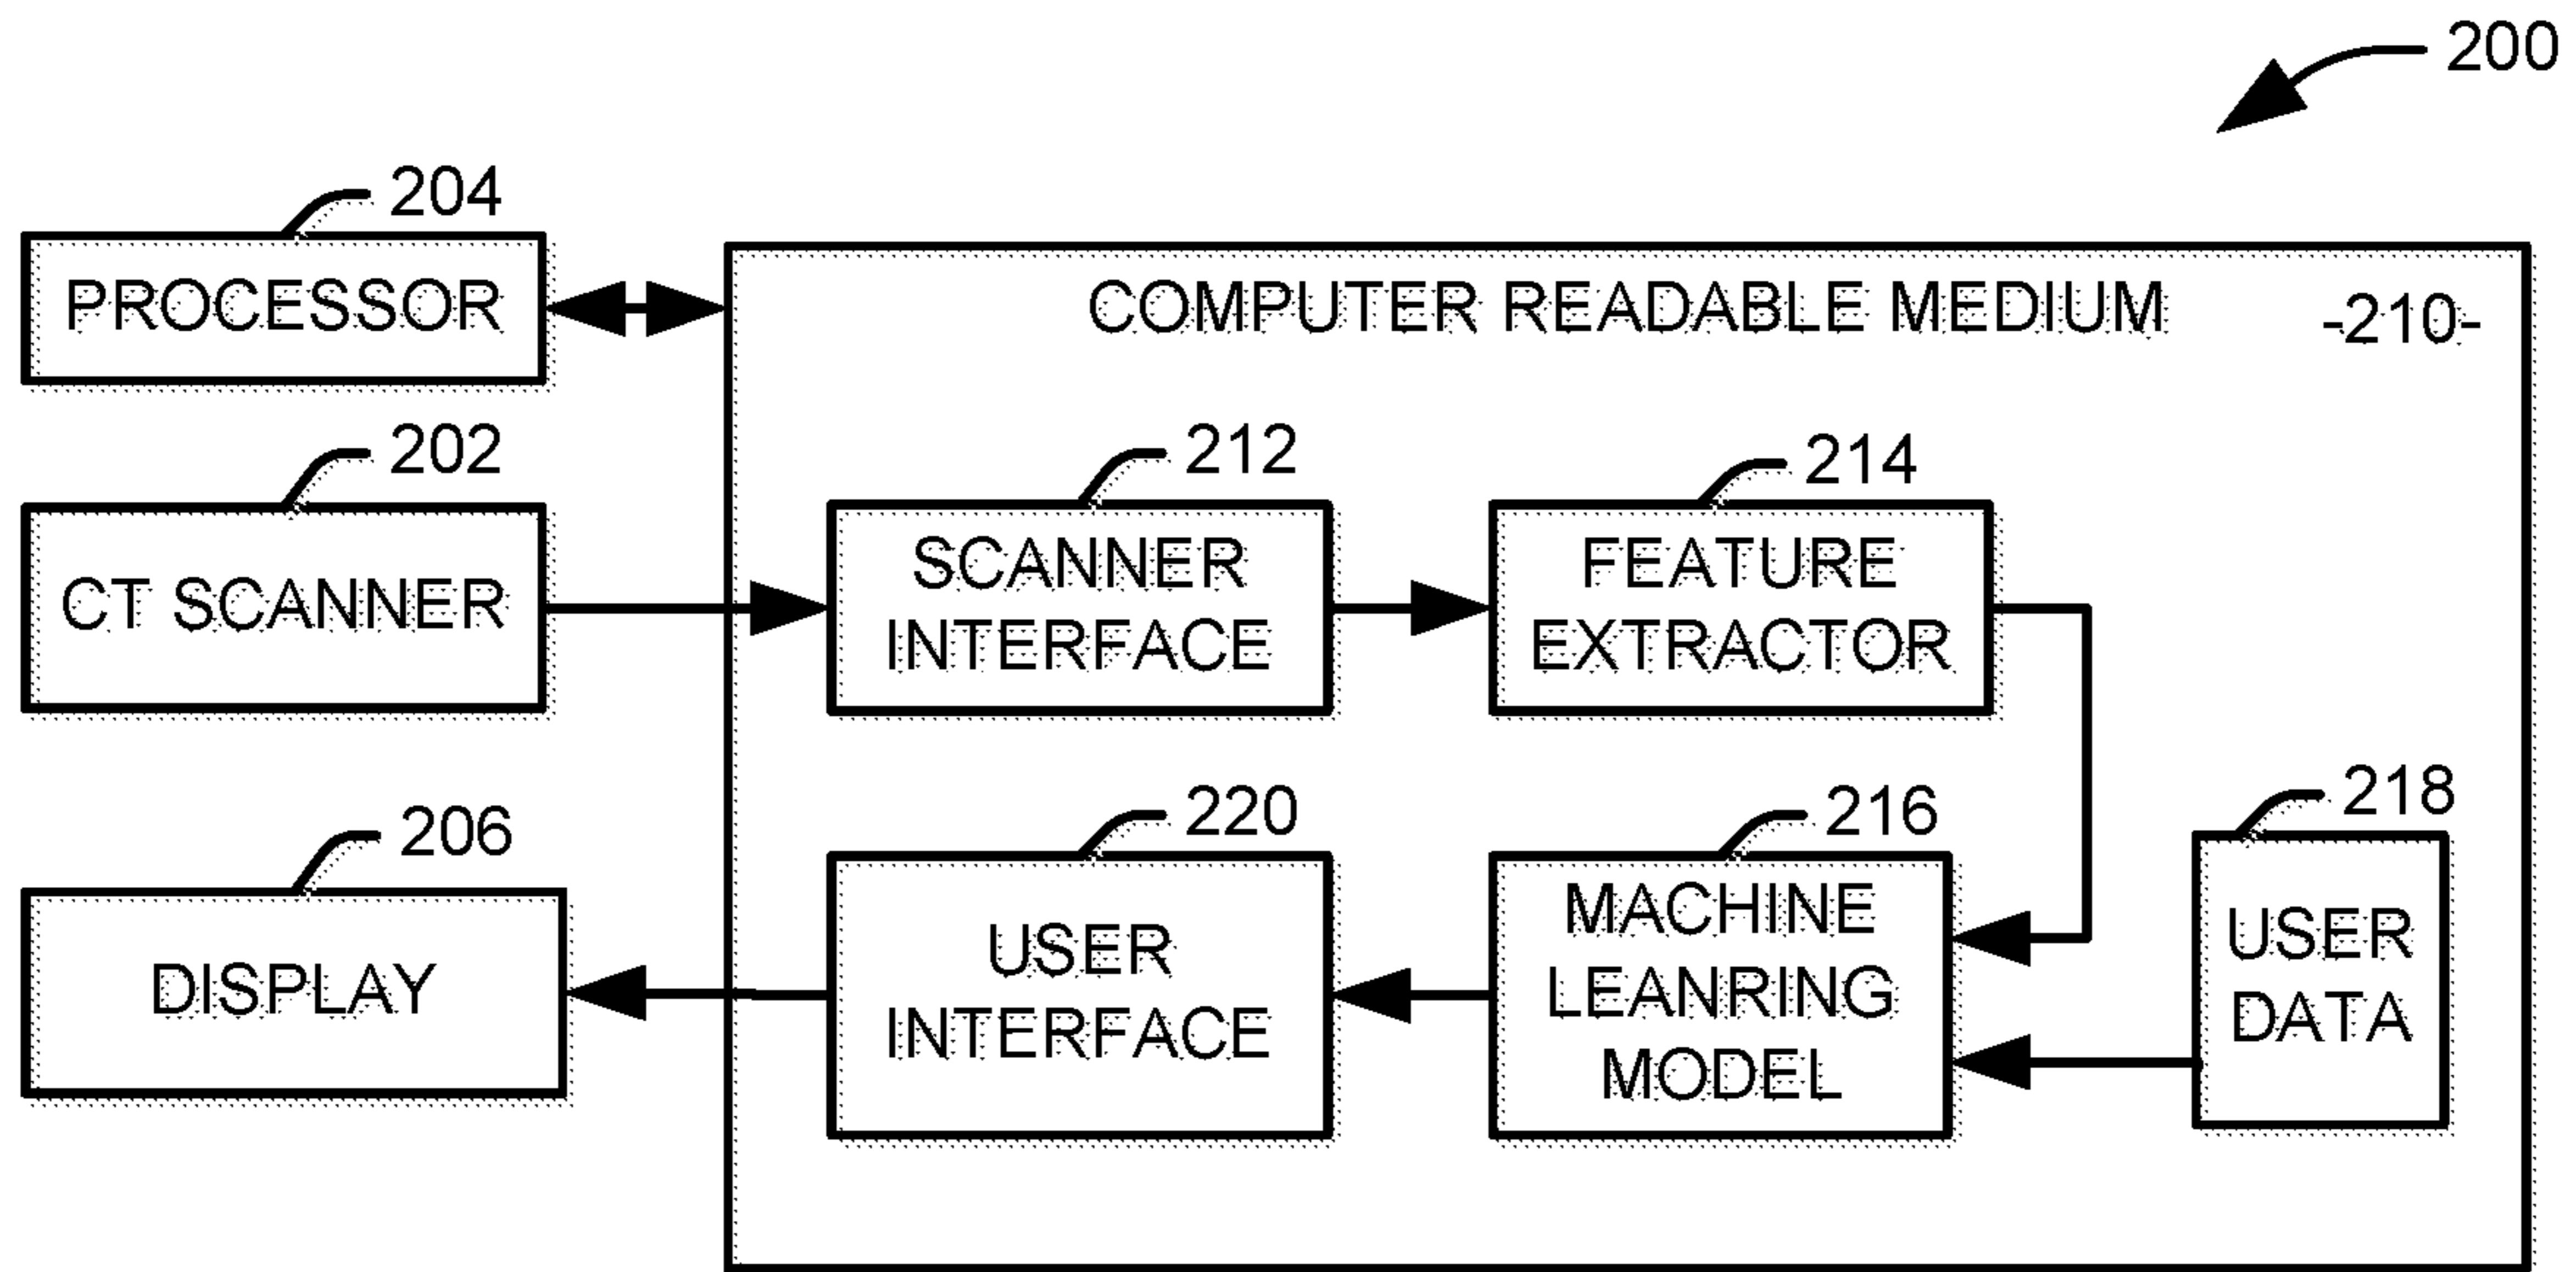 200
204
PROCESSOR
COMPUTER READABLE MEDIUM
-210-
202
CT SCANNER
212
SCANNER
INTERFACE
214
FEATURE
EXTRACTOR
206
DISPLAY
220
USER
INTERFACE
216
MACHINE
LEANRING
MODEL
218
USER
DATA